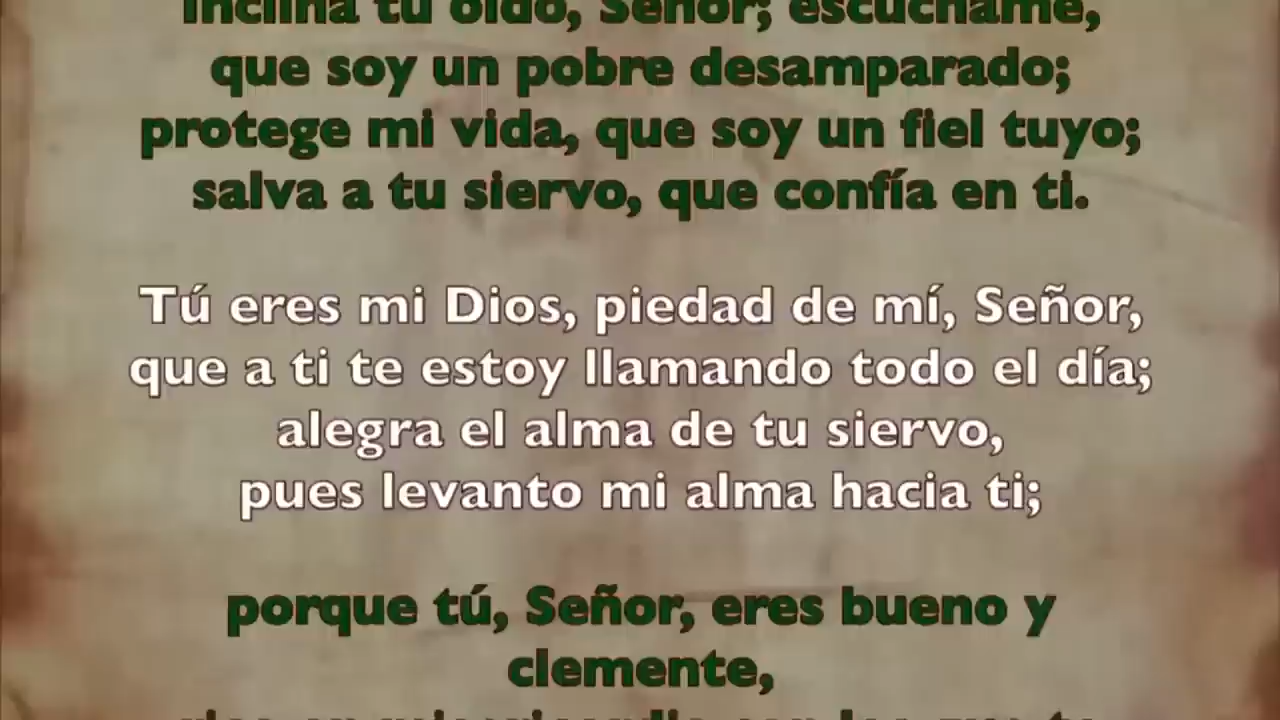 Inclina tu oído, Señor; escúchame,
que soy un pobre desamparado;
protege mi vida, que soy un fiel tuyo;
salva a tu siervo, que confía en ti.
Tú eres mi Dios, piedad de mí, Señor,
que a ti te estoy llamando todo el día;
alegra el alma de tu siervo,
pues levanto mi alma hacia ti;
porque tú, Señor, eres bueno y
clemente,